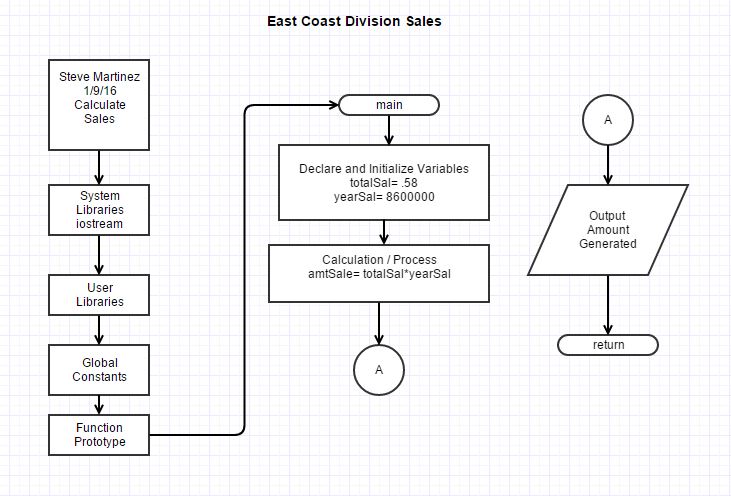 East Coast Division Sales
Steve Martinez
1/9/16
Calculate
Sales
System
Libraries
iostream
User
Libraries
Global
Constants
Function
Prototype
main
Declare and Initialize Variables
totalSal= .58
yearSal= 8600000
Calculation / Process
amtSale= totalSal*yearSal
A
A
Output
Amount
Generated
return